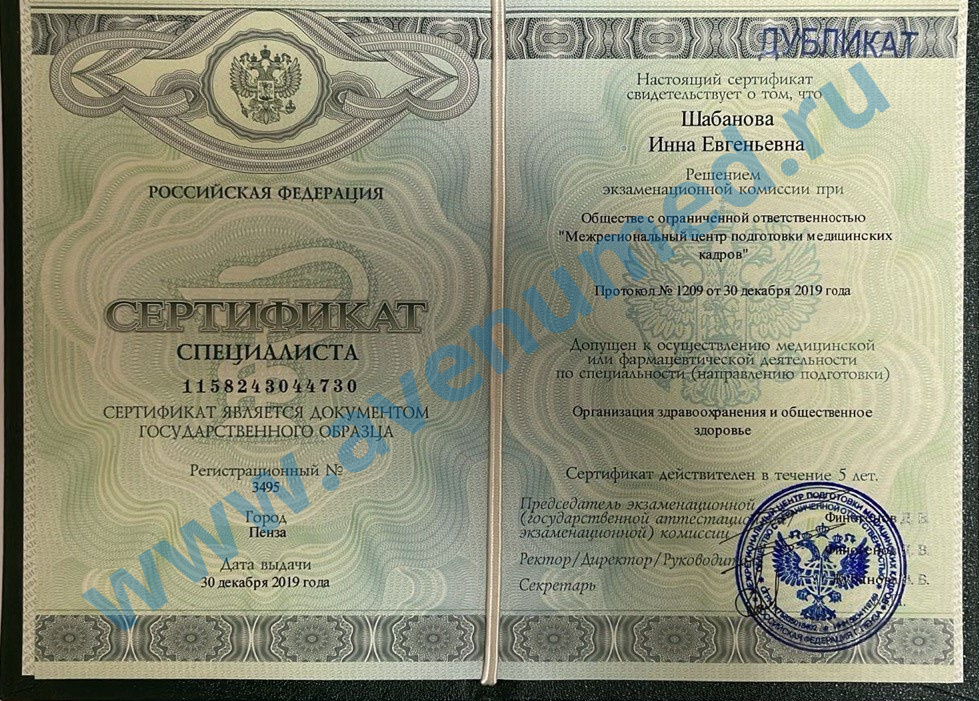 РОССИЙСКАЯ ФЕДЕРАЦИЯ
СЕРТИФИКАТ
СПЕЦИАЛИСТА
1158243044730
СЕРТИФИКАТ ЯВЛЯЕТСЯ ДОКУМЕНТОМ
ГОСУДАРСТВЕННОГО ОБРАЗЦА
Регистрационный №
3495
Город
Пенза
Дата выдачи
30 декабря 2019 года
ДУБЛИКАТ
Настоящий сертификат
свидетельствует о том, что
Шабанова
Инна Евгеньевна
Решением
экзаменационной комиссии при
Обществе с ограниченной ответственностью
"Межрегиональный центр подготовки медицинских
кадров"
Протокол № 1209 от 30 декабря 2019 года
Допущен к осуществлению медицинской
или фармацевтической деятельности
по специальности (направлению подготовки)
Организация здравоохранения и общественное
здоровье
Сертификат действителен в течение 5 лет.
Председатель экзаменационной
(государственной аттестацио
экзаменационной) комиссии
Ректор/Директор/Руководит
Секретарь
www.avenumed.ru